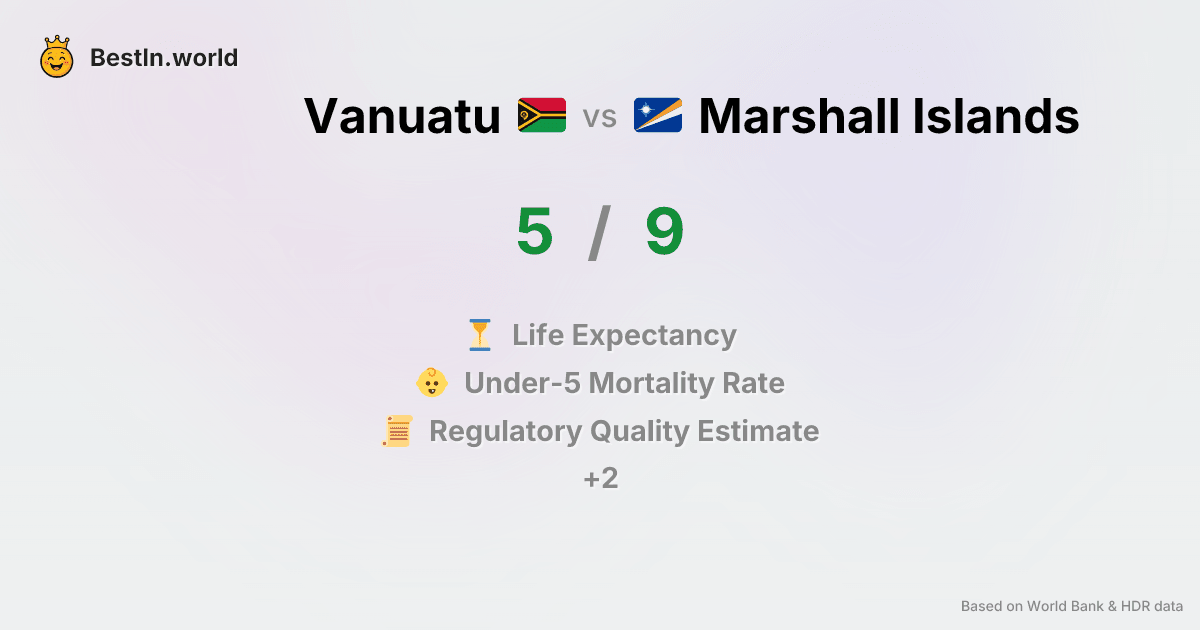 BestIn.world
Vanuatu vs Marshall Islands
5 / 9
Life Expectancy
Under-5 Mortality Rate
Regulatory Quality Estimate
+2
Based on World Bank & HDR data